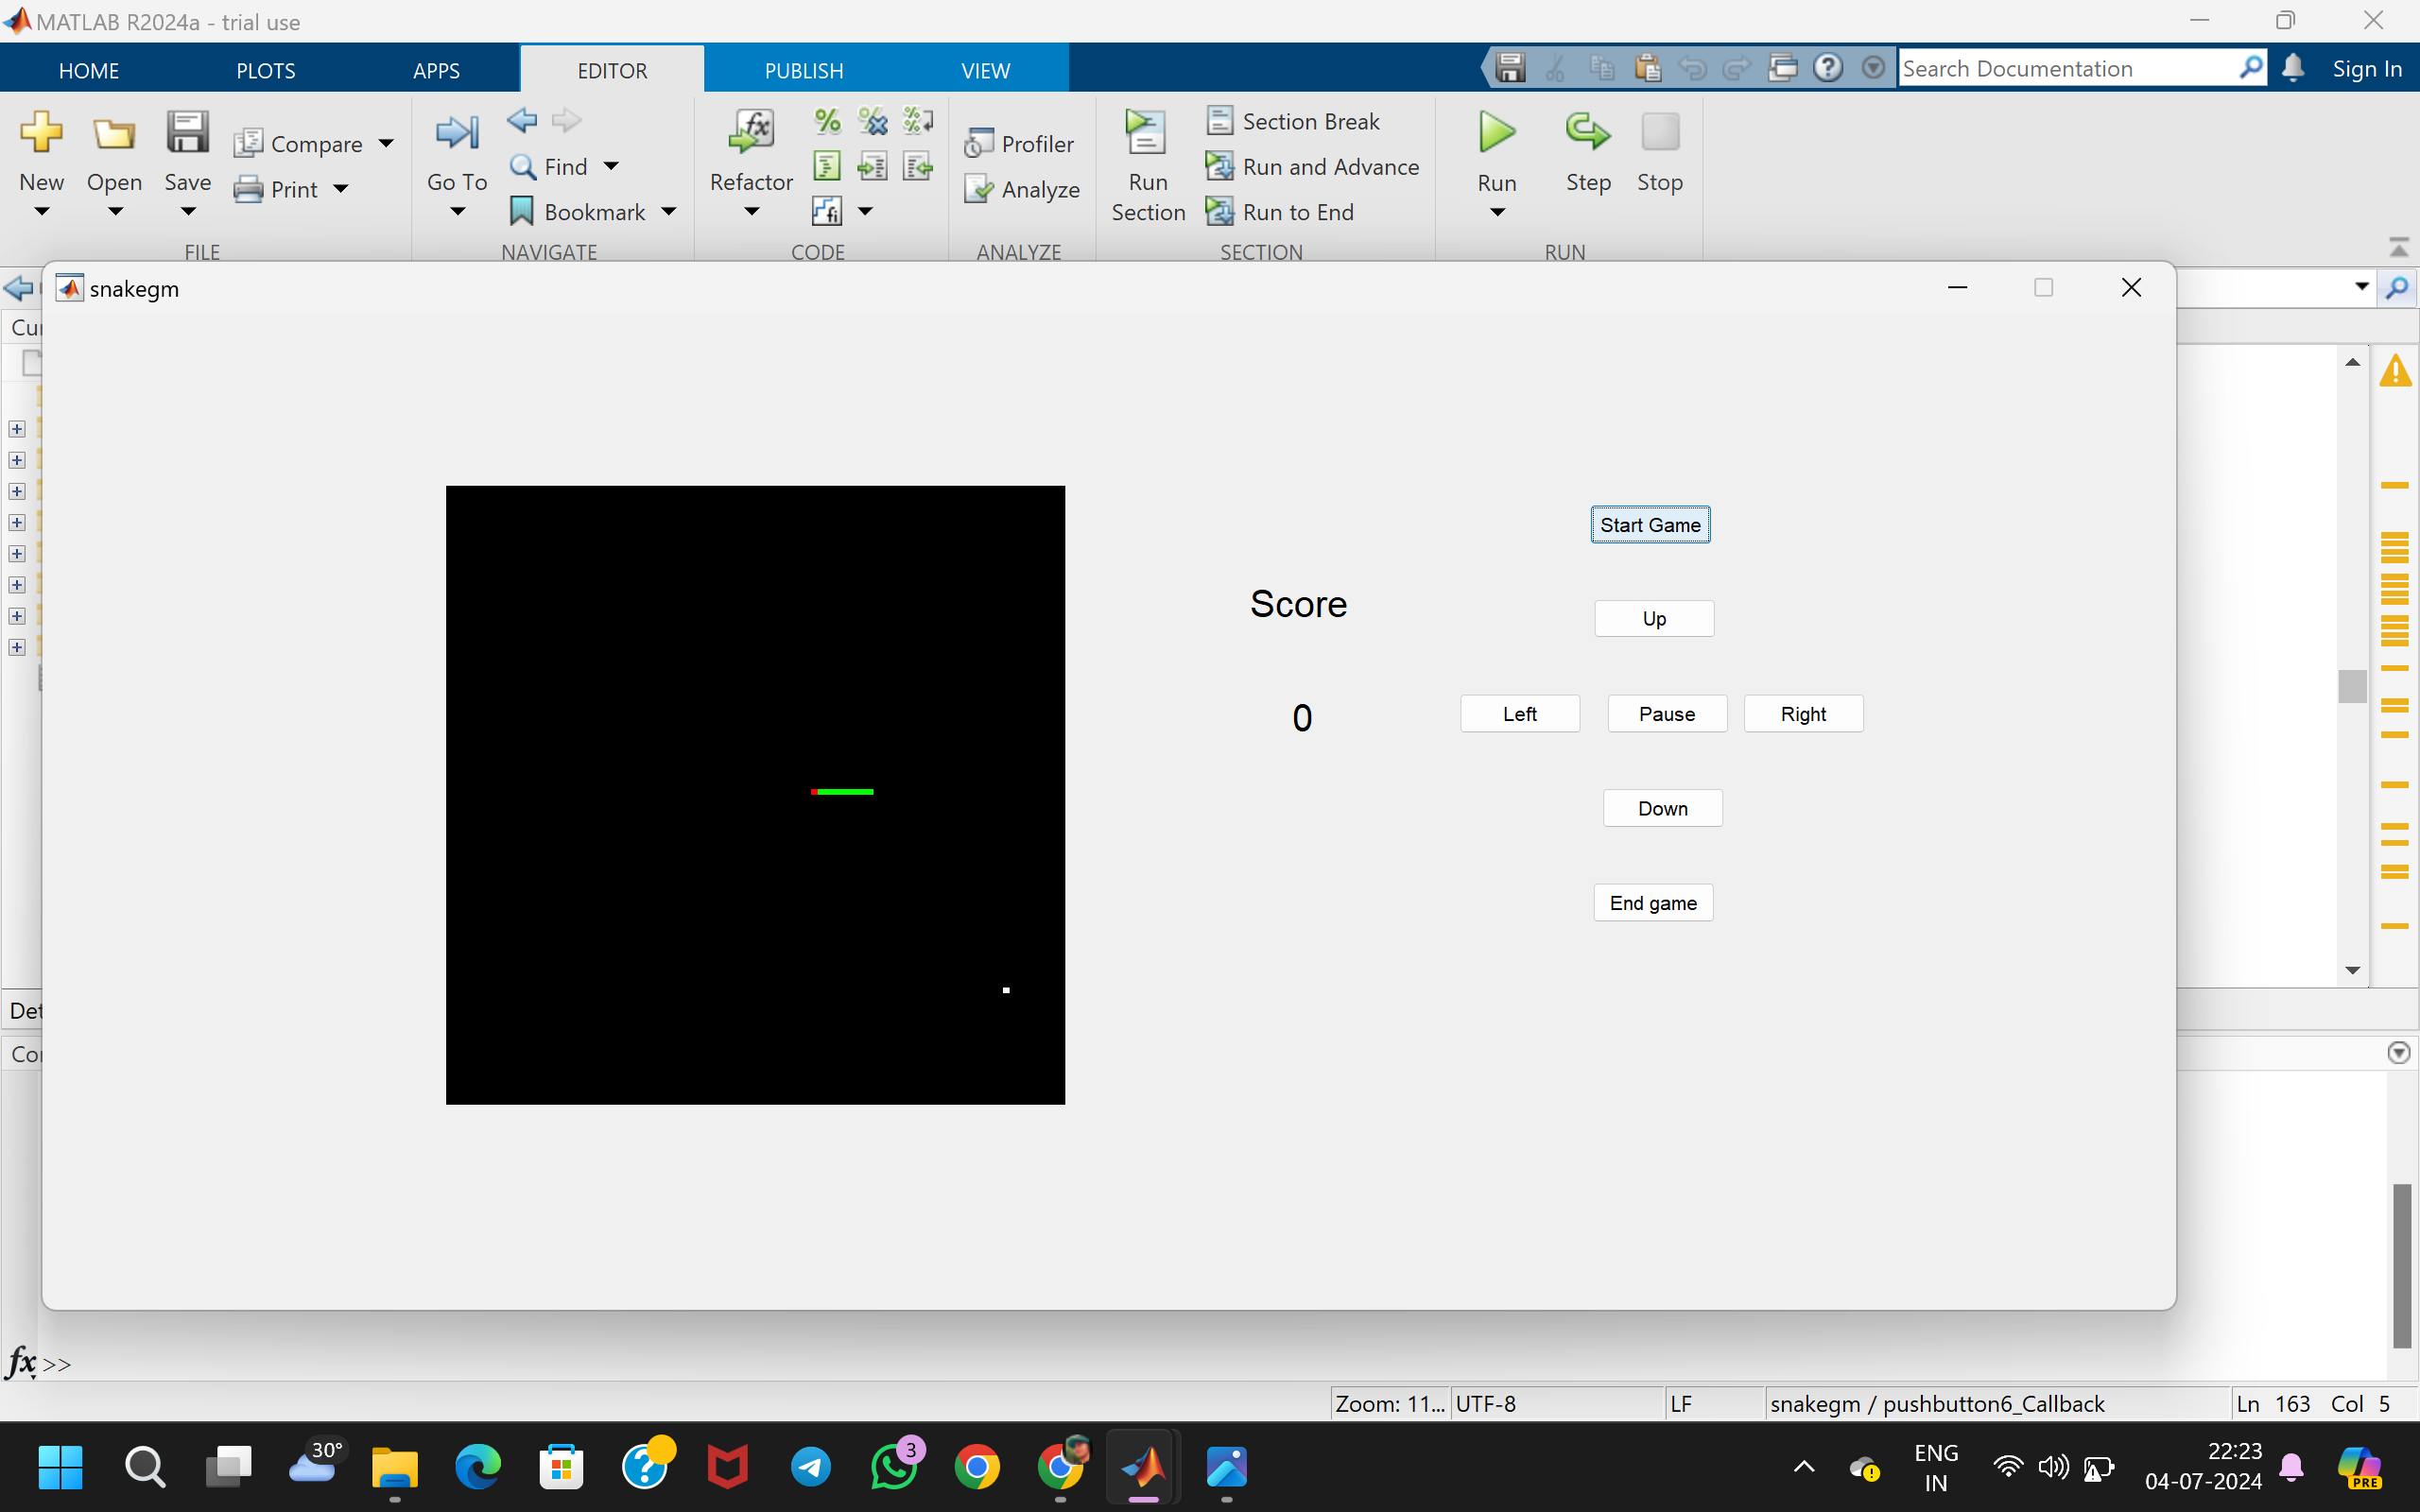 MATLAB R2024a - trial use
HOME PLOTS APPS EDITOR PUBLISH VIEW Search Documentation Sign In
New Open Save Compare Print
FILE
Go To Find Bookmark
NAVIGATE
Refactor
CODE
Profiler
Analyze
ANALYZE
Run Section
Section Break
Run and Advance
Run to End
SECTION
Run Step Stop
RUN
snakegm
Start Game
Score
Up
0
Left Pause Right
Down
End game
fx >>
Zoom: 11... UTF-8 LF snakegm / pushbutton6_Callback Ln 163 Col 5
30°
3
ENG
IN
22:23
04-07-2024
PRE